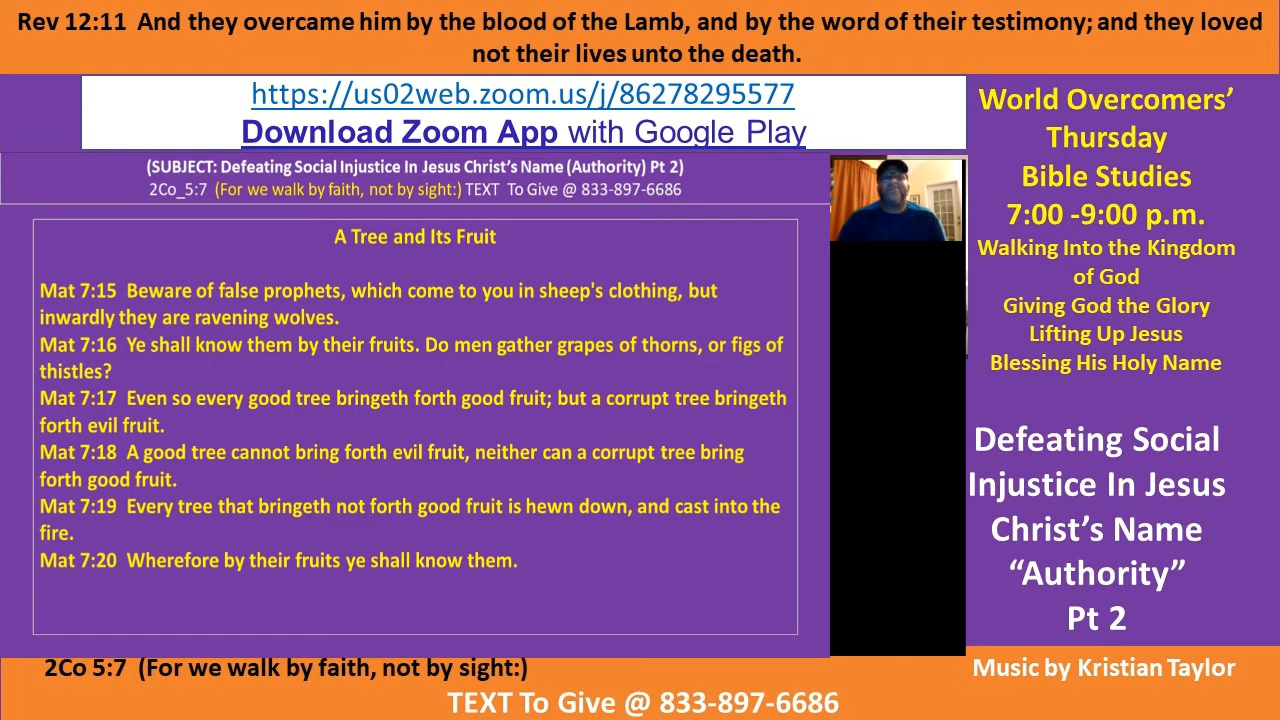 Rev 12:11  And they overcame him by the blood of the Lamb, and by the word of their testimony; and they loved
not their lives unto the death.
https://us02web.zoom.us/j/86278295577
Download Zoom App with Google Play
(SUBJECT: Defeating Social Injustice In Jesus Christ's Name (Authority) Pt 2)
2Co_5:7  (For we walk by faith, not by sight:) TEXT  To Give @ 833-897-6686
A Tree and Its Fruit
Mat 7:15  Beware of false prophets, which come to you in sheep's clothing, but
inwardly they are ravening wolves.
Mat 7:16  Ye shall know them by their fruits. Do men gather grapes of thorns, or figs of
thistles?
Mat 7:17  Even so every good tree bringeth forth good fruit; but a corrupt tree bringeth
forth evil fruit.
Mat 7:18  A good tree cannot bring forth evil fruit, neither can a corrupt tree bring
forth good fruit.
Mat 7:19  Every tree that bringeth not forth good fruit is hewn down, and cast into the
fire.
Mat 7:20  Wherefore by their fruits ye shall know them.
World Overcomers'
Thursday
Bible Studies
7:00 -9:00 p.m.
Walking Into the Kingdom
of God
Giving God the Glory
Lifting Up Jesus
Blessing His Holy Name
Defeating Social
Injustice In Jesus
Christ's Name
“Authority”
Pt 2
2Co 5:7  (For we walk by faith, not by sight:)
Music by Kristian Taylor
TEXT To Give @ 833-897-6686